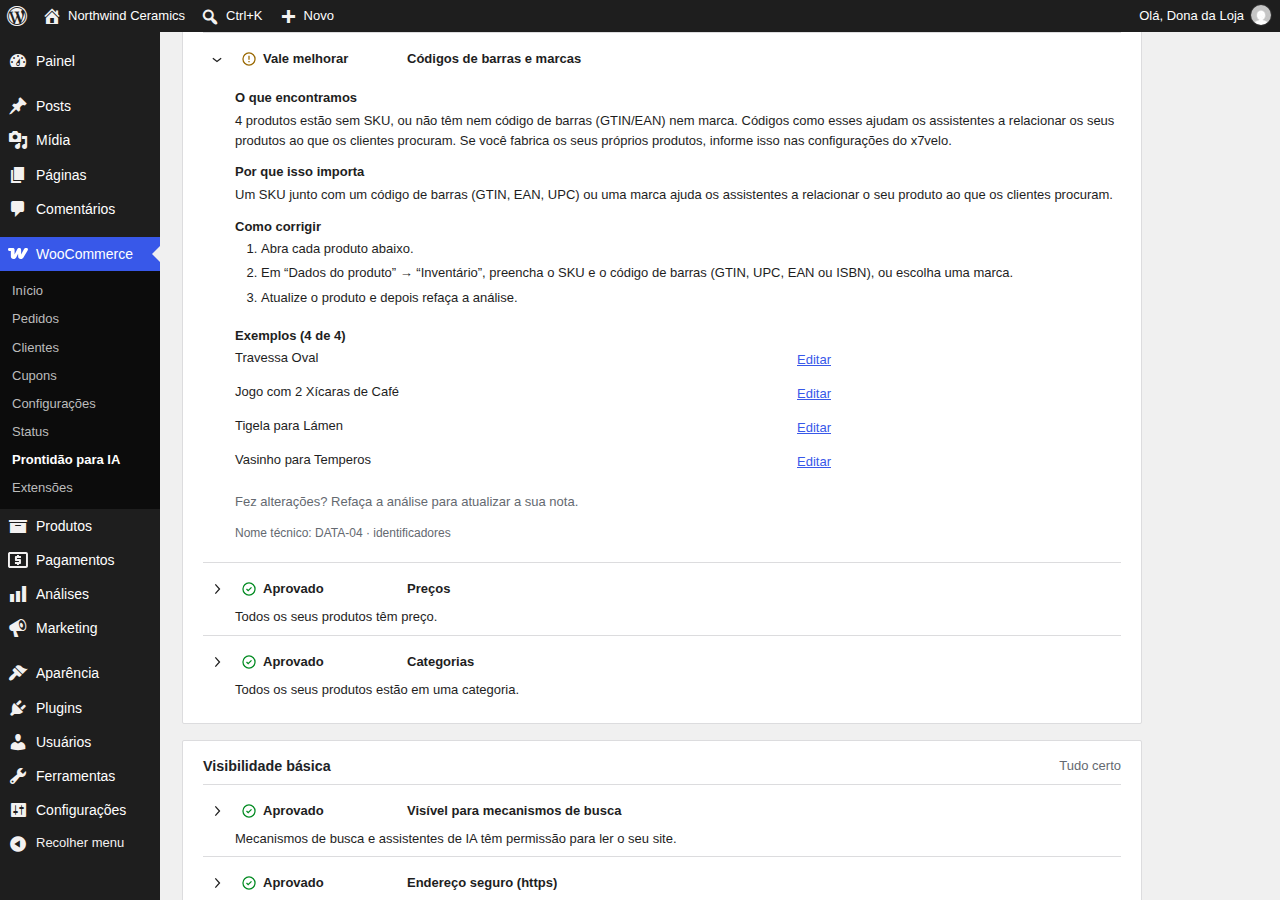 Northwind Ceramics
Ctrl+K
Novo
Olá, Dona da Loja
Painel
Posts
Mídia
Páginas
Comentários
WooCommerce
Início
Pedidos
Clientes
Cupons
Configurações
Status
Prontidão para IA
Extensões
Produtos
Pagamentos
Análises
Marketing
Aparência
Plugins
Usuários
Ferramentas
Configurações
Recolher menu
Vale melhorar
Códigos de barras e marcas
O que encontramos
4 produtos estão sem SKU, ou não têm nem código de barras (GTIN/EAN) nem marca. Códigos como esses ajudam os assistentes a relacionar os seus
produtos ao que os clientes procuram. Se você fabrica os seus próprios produtos, informe isso nas configurações do x7velo.
Por que isso importa
Um SKU junto com um código de barras (GTIN, EAN, UPC) ou uma marca ajuda os assistentes a relacionar o seu produto ao que os clientes procuram.
Como corrigir
1. Abra cada produto abaixo.
2. Em “Dados do produto” → “Inventário”, preencha o SKU e o código de barras (GTIN, UPC, EAN ou ISBN), ou escolha uma marca.
3. Atualize o produto e depois refaça a análise.
Exemplos (4 de 4)
Travessa Oval
Editar
Jogo com 2 Xícaras de Café
Editar
Tigela para Lámen
Editar
Vasinho para Temperos
Editar
Fez alterações? Refaça a análise para atualizar a sua nota.
Nome técnico: DATA-04 · identificadores
Aprovado
Preços
Todos os seus produtos têm preço.
Aprovado
Categorias
Todos os seus produtos estão em uma categoria.
Visibilidade básica
Tudo certo
Aprovado
Visível para mecanismos de busca
Mecanismos de busca e assistentes de IA têm permissão para ler o seu site.
Aprovado
Endereço seguro (https)